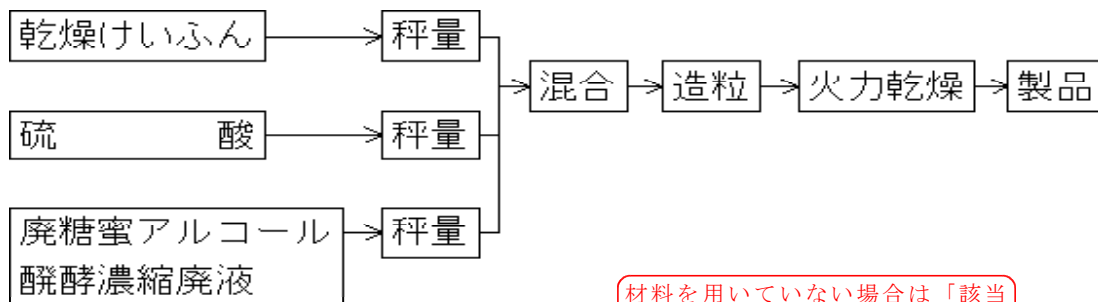 乾燥けいふん
秤量
混合
造粒
火力乾燥
製品
硫　　　　酸
秤量
廃糖蜜アルコール
醗酵濃縮廃液
秤量
材料を用いていない場合は「該当